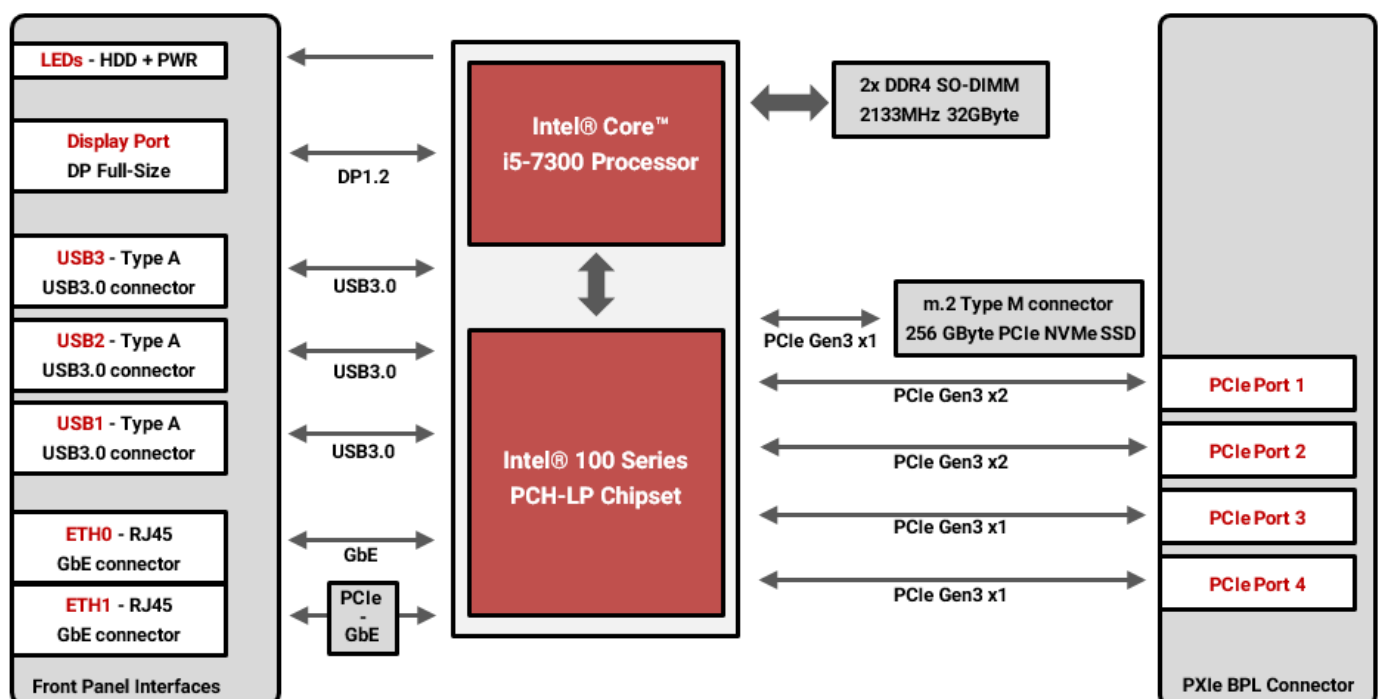 LEDs - HDD + PWR
Display Port
DP Full-Size
USB3 - Type A
USB3.0 connector
USB2 - Type A
USB3.0 connector
USB1 - Type A
USB3.0 connector
ETH0 - RJ45
GbE connector
ETH1 - RJ45
GbE connector
Front Panel Interfaces
DP1.2
USB3.0
USB3.0
USB3.0
GbE
PCIe
-
GbE
Intel® Core™
i5-7300 Processor
Intel® 100 Series
PCH-LP Chipset
2x DDR4 SO-DIMM
2133MHz 32GByte
m.2 Type M connector
256 GByte PCIe NVMe SSD
PCIe Gen3 x1
PCIe Gen3 x2
PCIe Gen3 x2
PCIe Gen3 x1
PCIe Gen3 x1
PCIe Port 1
PCIe Port 2
PCIe Port 3
PCIe Port 4
PXIe BPL Connector